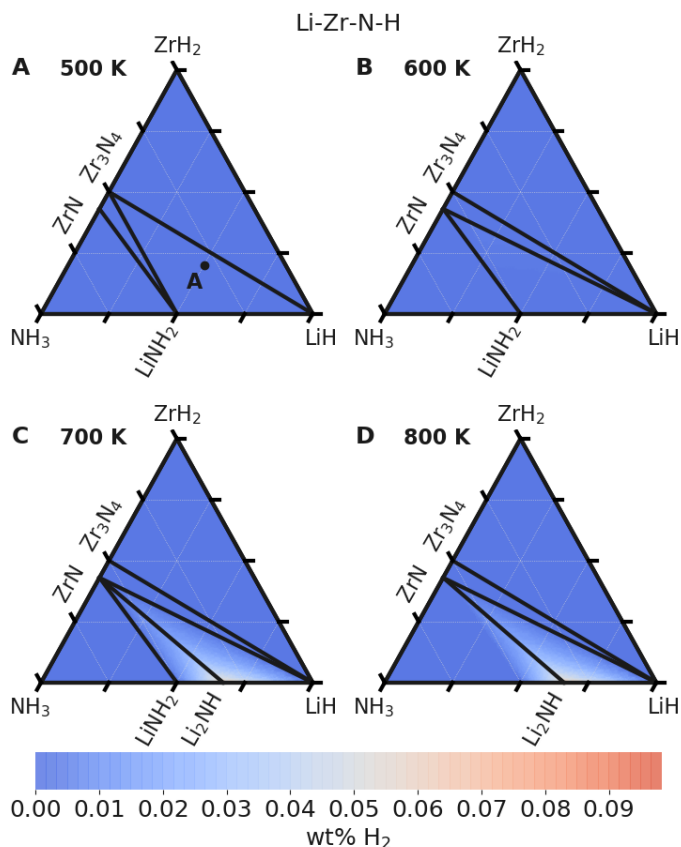 Li-Zr-N-H
A 500 K
ZrH₂
Zr₃N₄
ZrN
A
NH₃
LiNH₂
LiH
B 600 K
ZrH₂
Zr₃N₄
ZrN
NH₃
LiNH₂
LiH
C 700 K
ZrH₂
Zr₃N₄
ZrN
NH₃
LiNH₂
Li₂NH
LiH
D 800 K
ZrH₂
Zr₃N₄
ZrN
NH₃
Li₂NH
LiH
0.00 0.01 0.02 0.03 0.04 0.05 0.06 0.07 0.08 0.09
wt% H₂